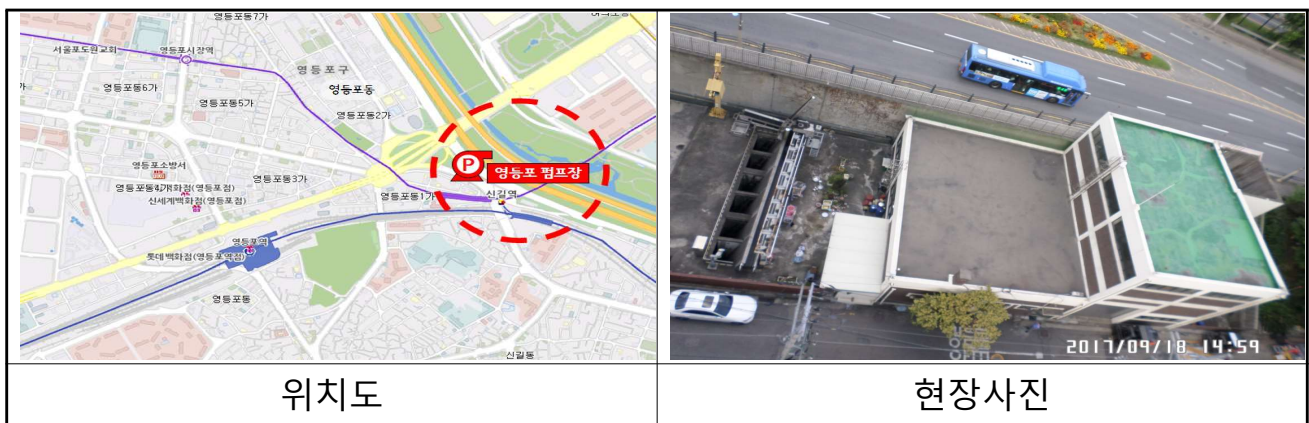 영등포동7가
서울포도원교회
영등포시장역
영등포구
영등포동6가
영등포동
영등포동5가
영등포동2가
영등포소방서
영등포 펌프장
P
영등포동3가
신세계백화점(영등포점)
영등포동1가
신길역
영등포역
롯데백화점(영등포역점)
영등포동
신길동
2017/09/18 14:59
위치도
현장사진